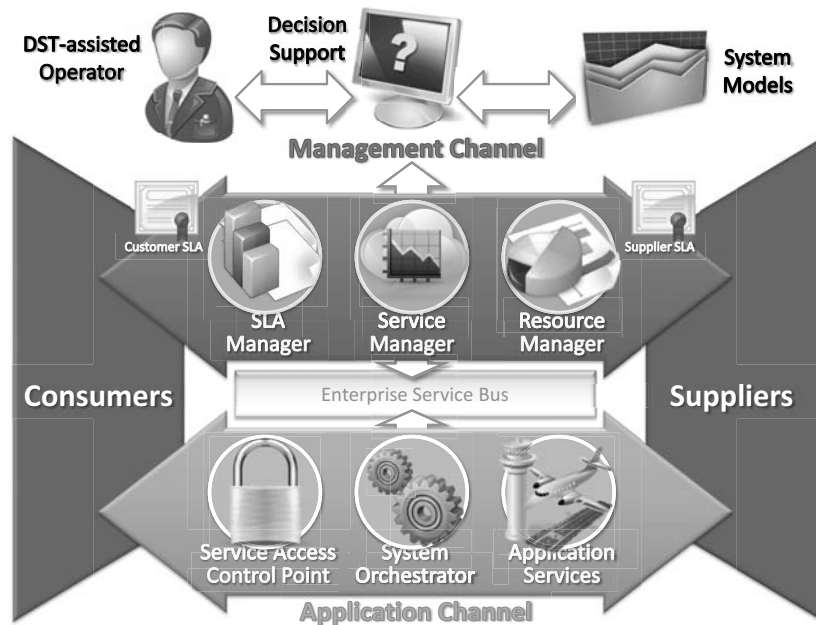 DST-assisted
Operator
Decision
Support
?
System
Models
Management Channel
Customer SLA
Supplier SLA
SLA
Manager
Service
Manager
Resource
Manager
Consumers
Enterprise Service Bus
Suppliers
Service Access
Control Point
System
Orchestrator
Application
Services
Application Channel